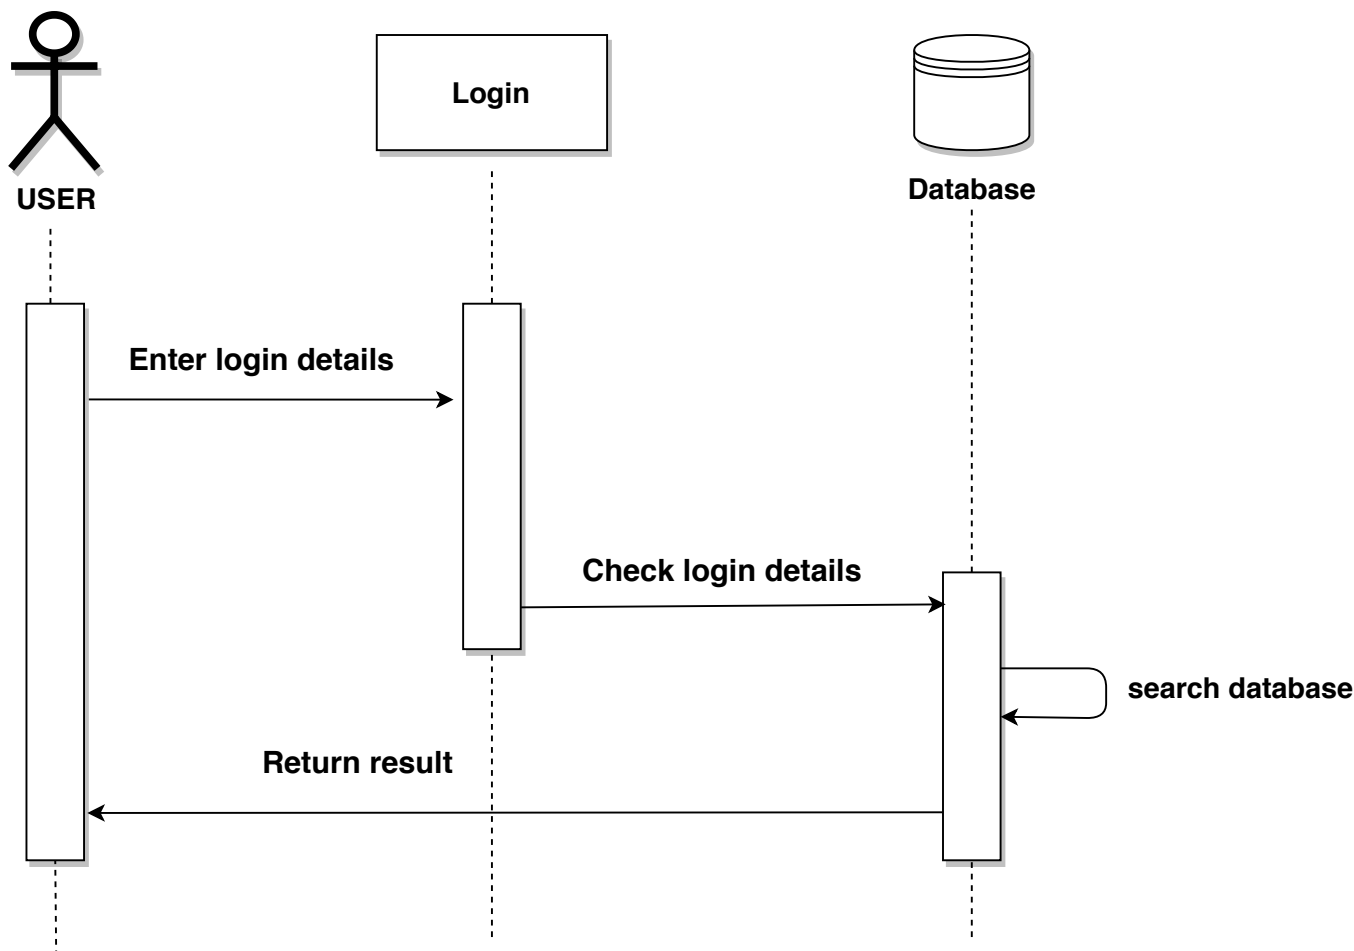 Login
USER
Database
Enter login details
Check login details
search database
Return result